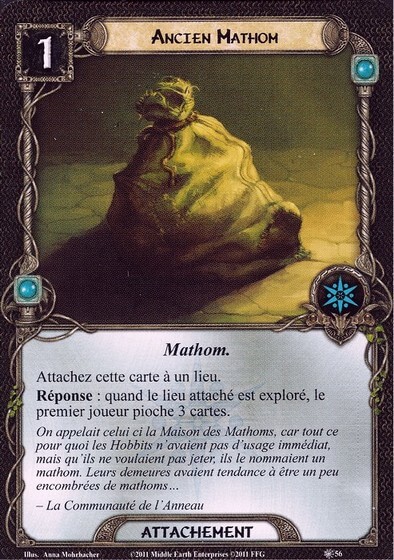 1
ANCIEN MATHOM
Mathom.
Attachez cette carte à un lieu.
Réponse : quand le lieu attaché est exploré, le
premier joueur pioche 3 cartes.
On appelait celui ci la Maison des Mathoms, car tout ce
pour quoi les Hobbits n'avaient pas d'usage immédiat,
mais qu'ils ne voulaient pas jeter, ils le nommaient un
mathom. Leurs demeures avaient tendance à être un peu
encombrées de mathoms…
– La Communauté de l'Anneau
ATTACHEMENT
Illus. Anna Mohrbacher ©2011 Middle Earth Enterprises ©2011 FFG 56